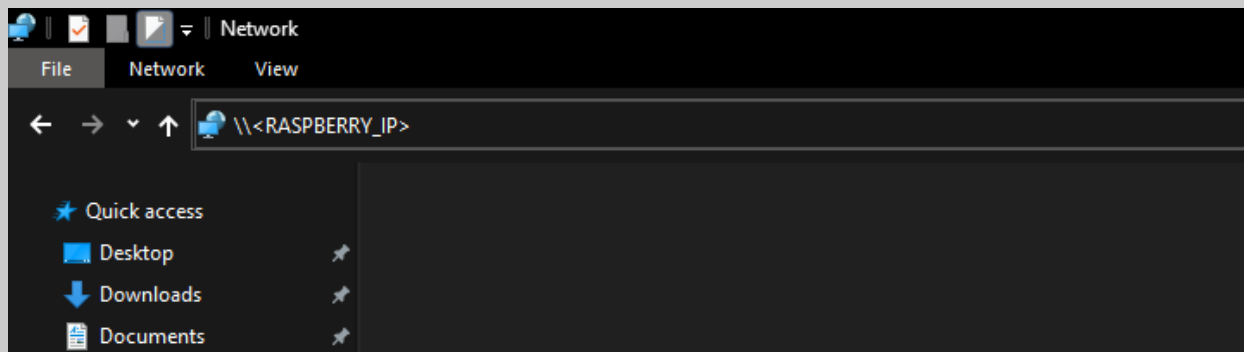 Network
File Network View
\\<RASPBERRY_IP>
Quick access
Desktop
Downloads
Documents